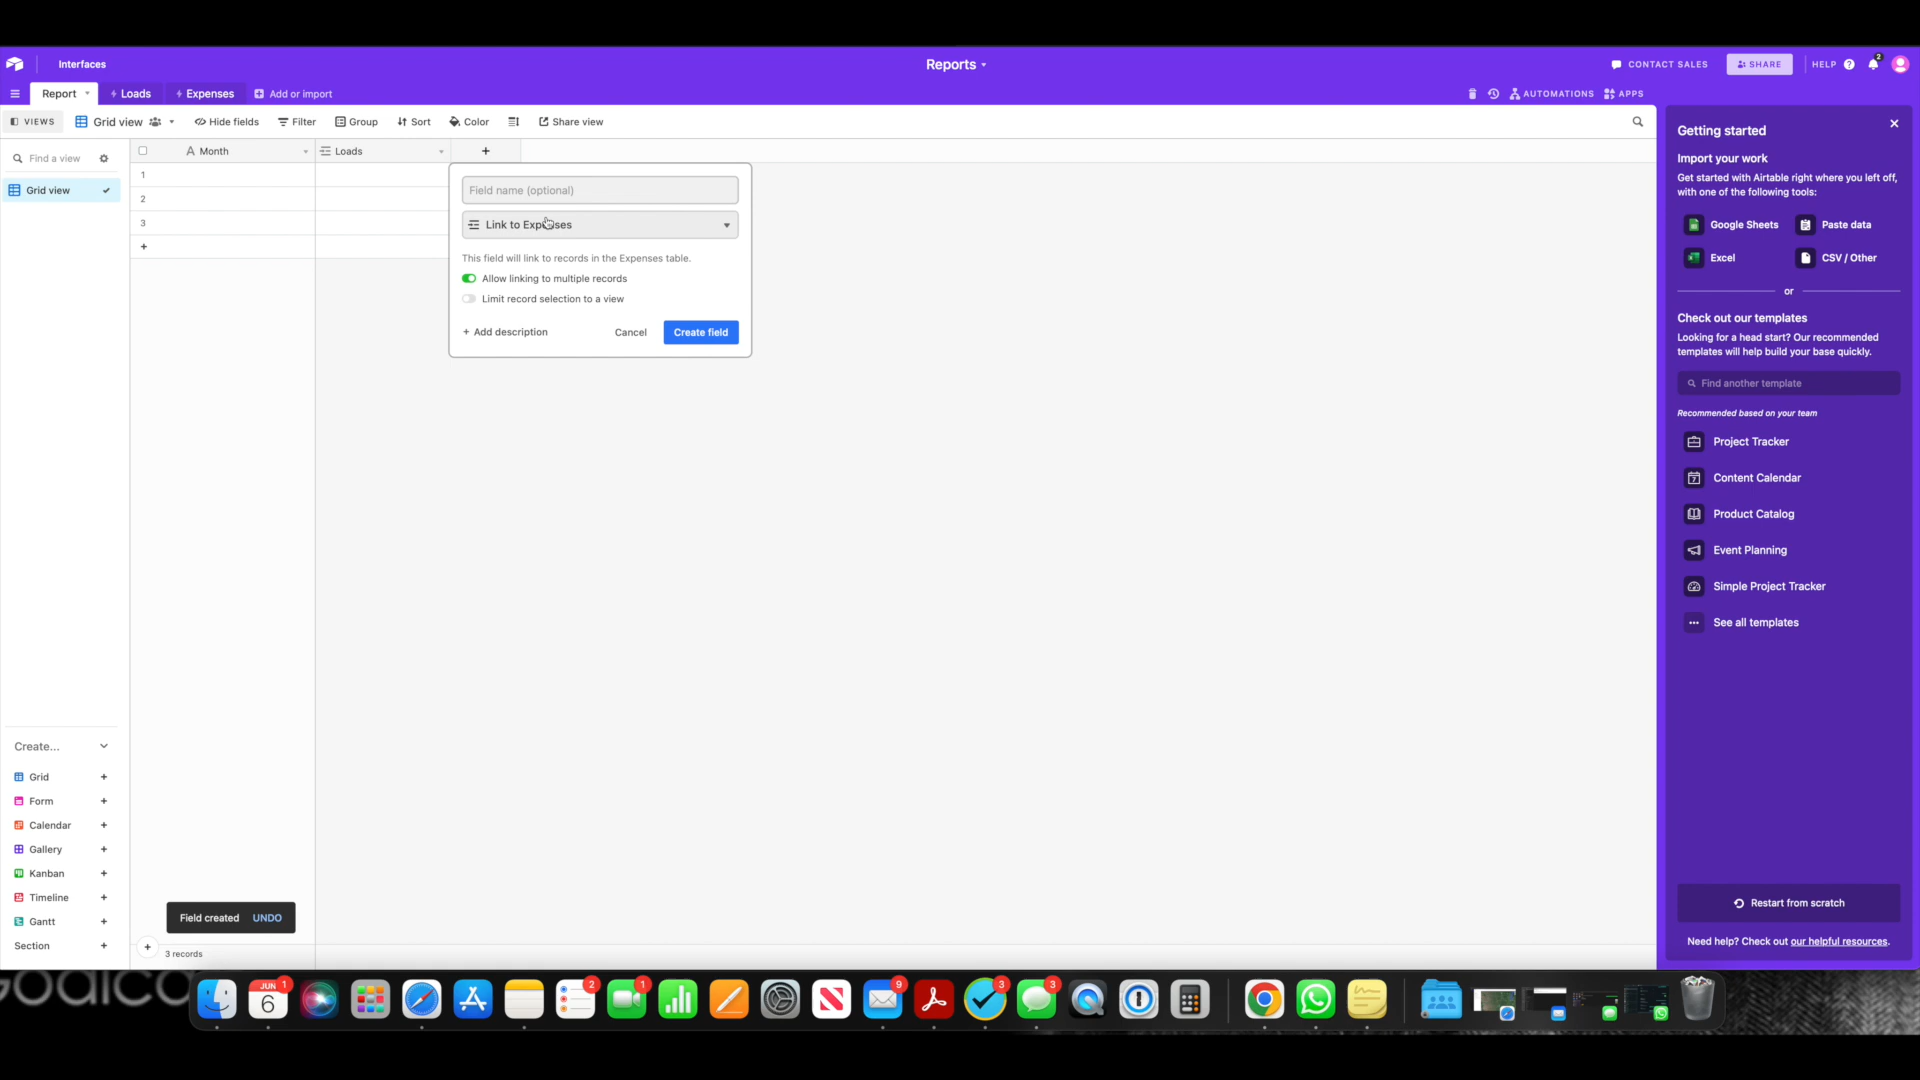 Interfaces
Reports
CONTACT SALES
SHARE
HELP
2
Report
Loads
Expenses
Add or import
AUTOMATIONS
APPS
VIEWS
Grid view
Hide fields
Filter
Group
Sort
Color
Share view
Find a view
Grid view
Month
Loads
1
2
3
Field name (optional)
Link to Expenses
This field will link to records in the Expenses table.
Allow linking to multiple records
Limit record selection to a view
+ Add description
Cancel
Create field
Getting started
Import your work
Get started with Airtable right where you left off,
with one of the following tools:
Google Sheets
Paste data
Excel
CSV / Other
or
Check out our templates
Looking for a head start? Our recommended
templates will help build your base quickly.
Find another template
Recommended based on your team
Project Tracker
Content Calendar
Product Catalog
Event Planning
Simple Project Tracker
See all templates
Restart from scratch
Need help? Check out our helpful resources.
Create...
Grid
Form
Calendar
Gallery
Kanban
Timeline
Gantt
Section
Field created UNDO
3 records
JUN
6
1
2
1
9
3
3